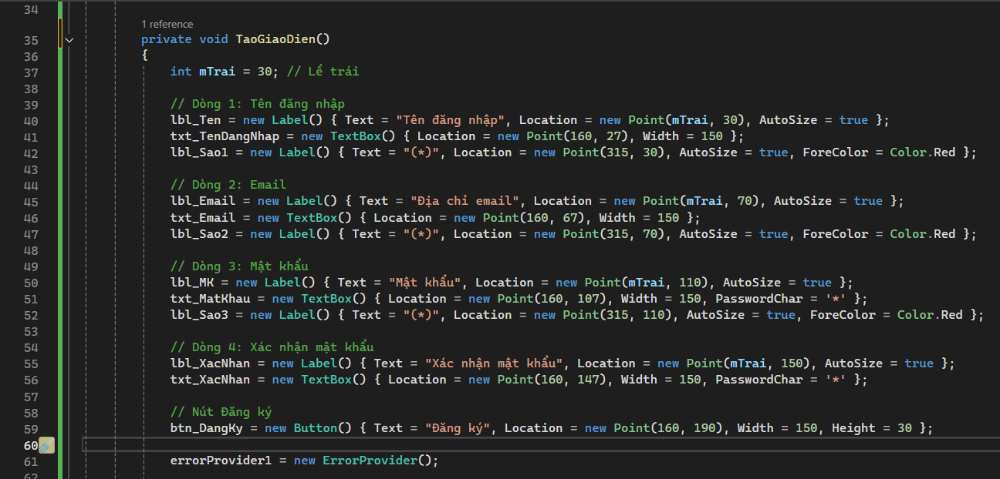 34
1 reference
35 private void TaoGiaoDien()
36 {
37 int mTrai = 30; // Lề trái
38
39 // Dòng 1: Tên đăng nhập
40 lbl_Ten = new Label() { Text = "Tên đăng nhập", Location = new Point(mTrai, 30), AutoSize = true };
41 txt_TenDangNhap = new TextBox() { Location = new Point(160, 27), Width = 150 };
42 lbl_Sao1 = new Label() { Text = "(*)", Location = new Point(315, 30), AutoSize = true, ForeColor = Color.Red };
43
44 // Dòng 2: Email
45 lbl_Email = new Label() { Text = "Địa chỉ email", Location = new Point(mTrai, 70), AutoSize = true };
46 txt_Email = new TextBox() { Location = new Point(160, 67), Width = 150 };
47 lbl_Sao2 = new Label() { Text = "(*)", Location = new Point(315, 70), AutoSize = true, ForeColor = Color.Red };
48
49 // Dòng 3: Mật khẩu
50 lbl_MK = new Label() { Text = "Mật khẩu", Location = new Point(mTrai, 110), AutoSize = true };
51 txt_MatKhau = new TextBox() { Location = new Point(160, 107), Width = 150, PasswordChar = '*' };
52 lbl_Sao3 = new Label() { Text = "(*)", Location = new Point(315, 110), AutoSize = true, ForeColor = Color.Red };
53
54 // Dòng 4: Xác nhận mật khẩu
55 lbl_XacNhan = new Label() { Text = "Xác nhận mật khẩu", Location = new Point(mTrai, 150), AutoSize = true };
56 txt_XacNhan = new TextBox() { Location = new Point(160, 147), Width = 150, PasswordChar = '*' };
57
58 // Nút Đăng ký
59 btn_DangKy = new Button() { Text = "Đăng ký", Location = new Point(160, 190), Width = 150, Height = 30 };
60
61 errorProvider1 = new ErrorProvider();
62